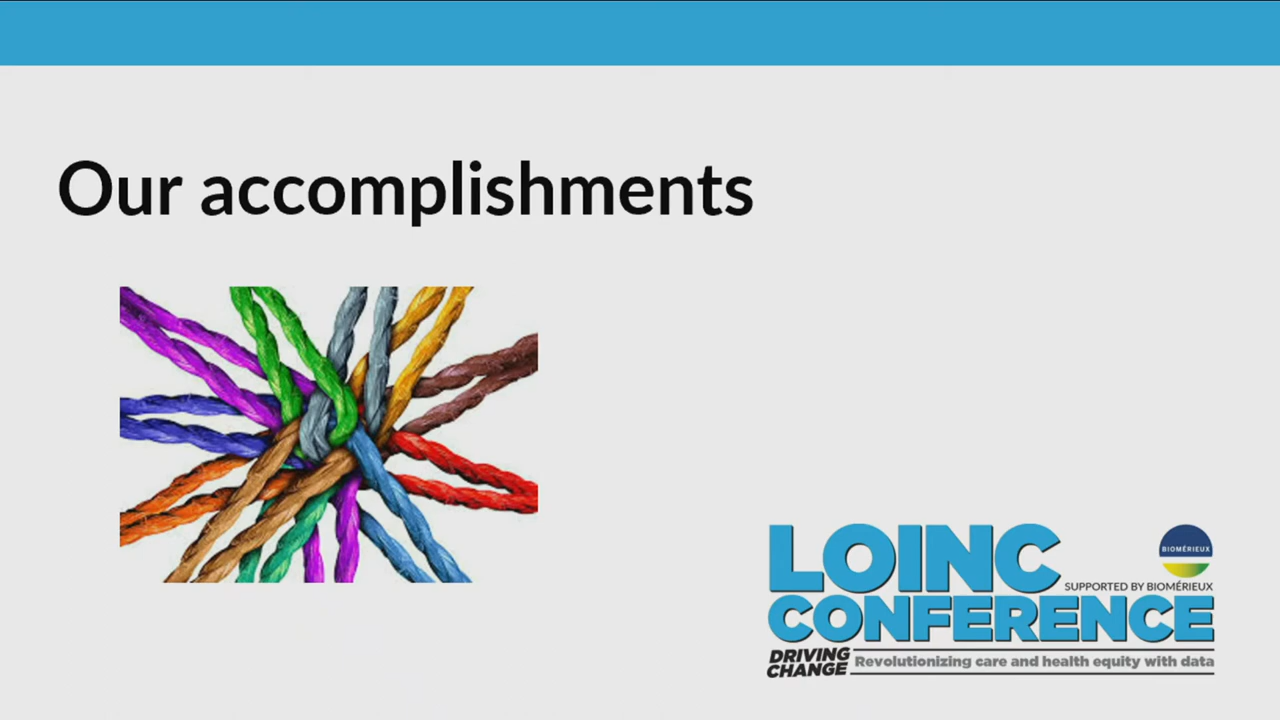 Our accomplishments
LOINC
BIOMÉRIEUX
SUPPORTED BY BIOMÉRIEUX
CONFERENCE
DRIVING
CHANGE
Revolutionizing care and health equity with data